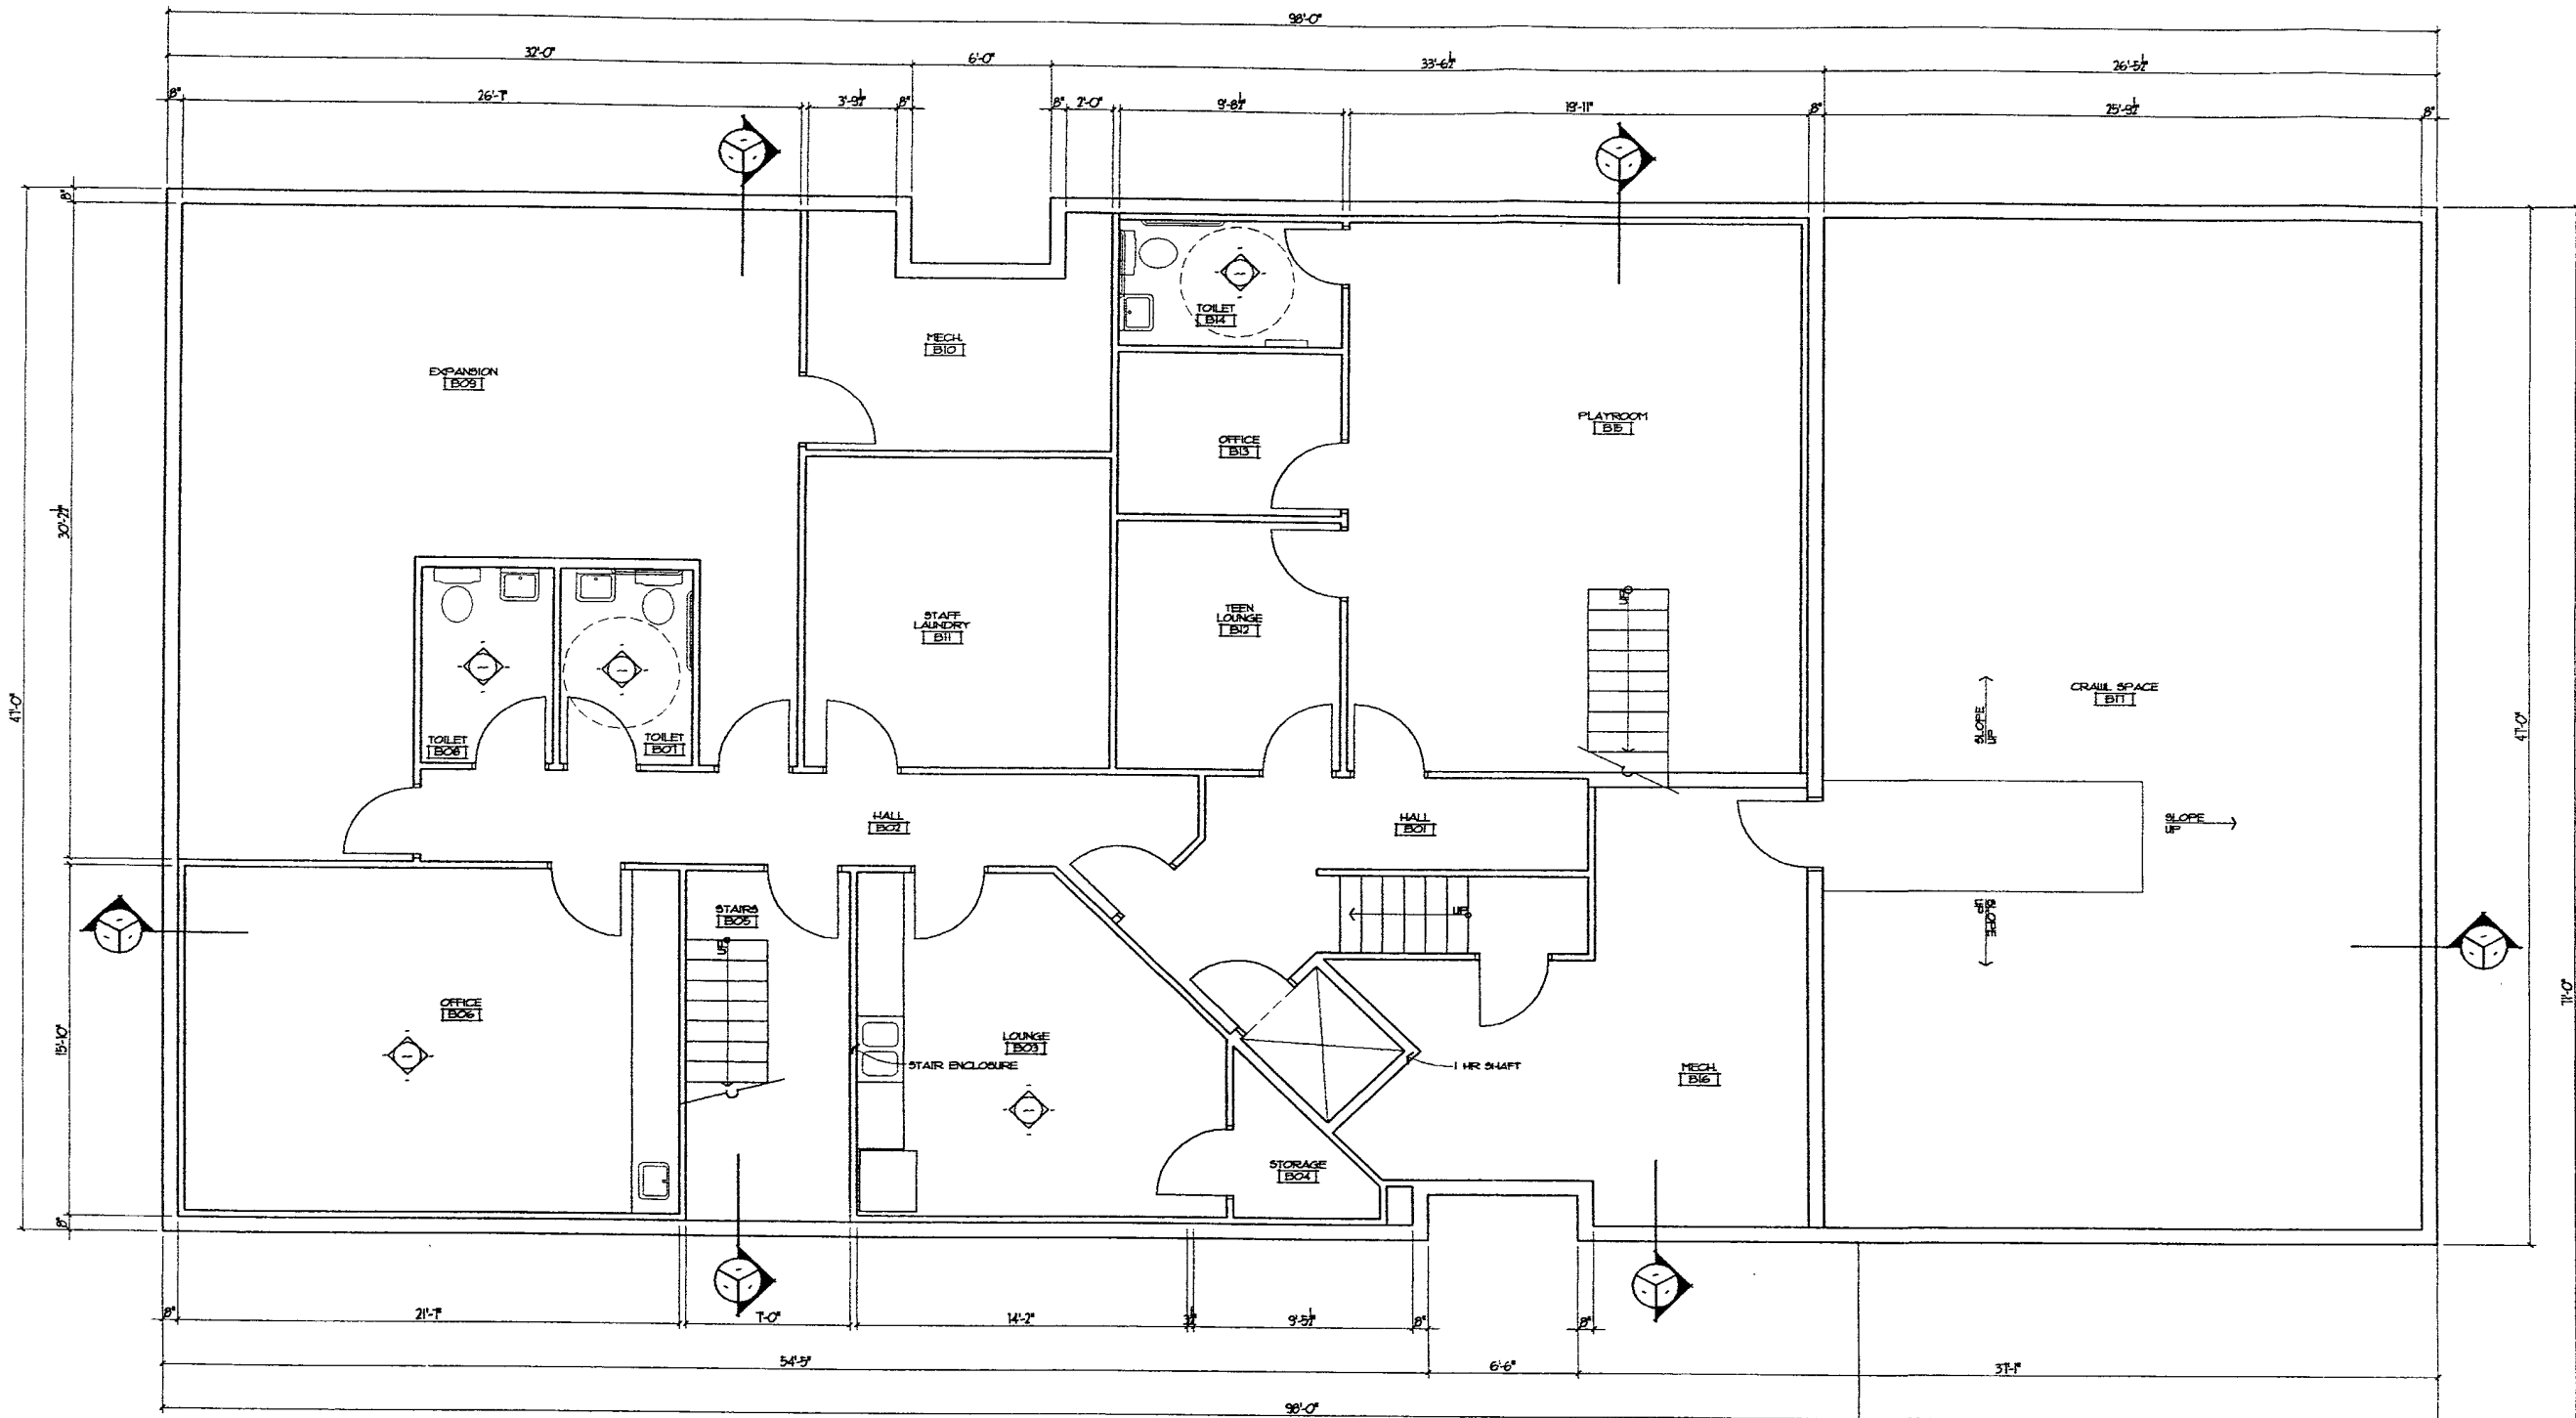 98'-0"
32'-0"
6'-0"
33'-6½"
26'-5½"
8"
26'-7"
3'-9½"
8"
8"
2'-0"
9'-8½"
19'-11"
8"
25'-9½"
8"
8"
TOILET
B14
MECH.
B10
EXPANSION
B09
PLAYROOM
B15
OFFICE
B13
30'-2½"
UP
TEEN
LOUNGE
B12
STAFF
LAUNDRY
B11
CRAWL SPACE
B17
SLOPE
UP
47'-0"
47'-0"
TOILET
B08
TOILET
B07
HALL
B02
HALL
B01
SLOPE
UP
STAIRS
B05
UP
UP
SLOPE
UP
OFFICE
B06
LOUNGE
B03
STAIR ENCLOSURE
1 HR SHAFT
MECH.
B16
71'-0"
15'-10"
STORAGE
B04
8"
8"
21'-7"
7'-0"
14'-2"
9'-5½"
8"
8"
54'-5"
6'-6"
37'-1"
98'-0"